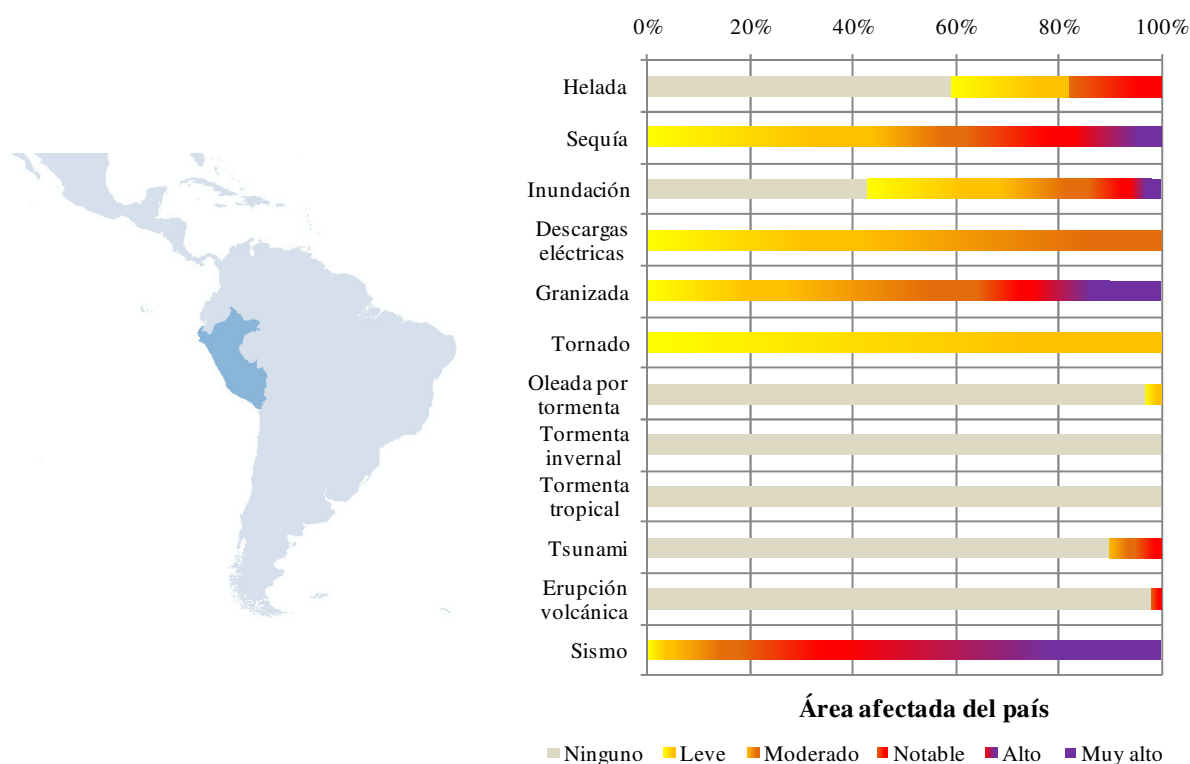 0% 20% 40% 60% 80% 100%
Helada
Sequía
Inundación
Descargas
eléctricas
Granizada
Tornado
Oleada por
tormenta
Tormenta
invernal
Tormenta
tropical
Tsunami
Erupción
volcánica
Sismo
Área afectada del país
Ninguno Leve Moderado Notable Alto Muy alto